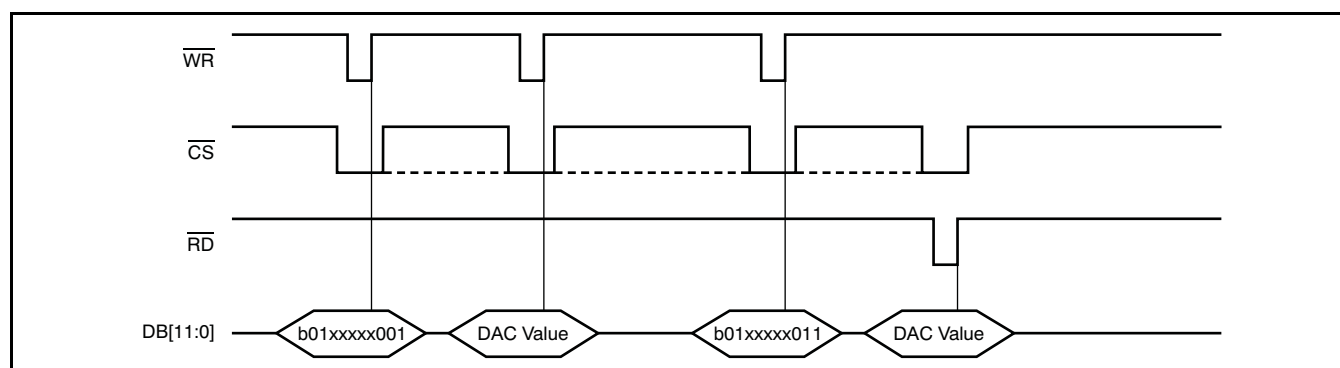 WR
CS
RD
DB[11:0]
b01xxxxx001
DAC Value
b01xxxxx011
DAC Value